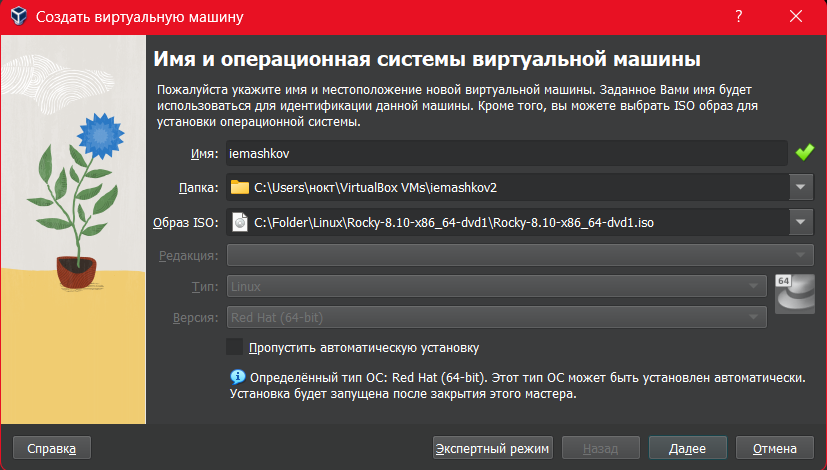 Создать виртуальную машину
?
Имя и операционная системы виртуальной машины
Пожалуйста укажите имя и местоположение новой виртуальной машины. Заданное Вами имя будет
использоваться для идентификации данной машины. Кроме того, вы можете выбрать ISO образ для
установки операционной системы.
Имя: iemashkov
Папка: C:\Users\нокт\VirtualBox VMs\iemashkov2
Образ ISO: C:\Folder\Linux\Rocky-8.10-x86_64-dvd1\Rocky-8.10-x86_64-dvd1.iso
Редакция:
Тип: Linux
64
Версия: Red Hat (64-bit)
Пропустить автоматическую установку
Определённый тип ОС: Red Hat (64-bit). Этот тип ОС может быть установлен автоматически.
Установка будет запущена после закрытия этого мастера.
Справка Экспертный режим Назад Далее Отмена